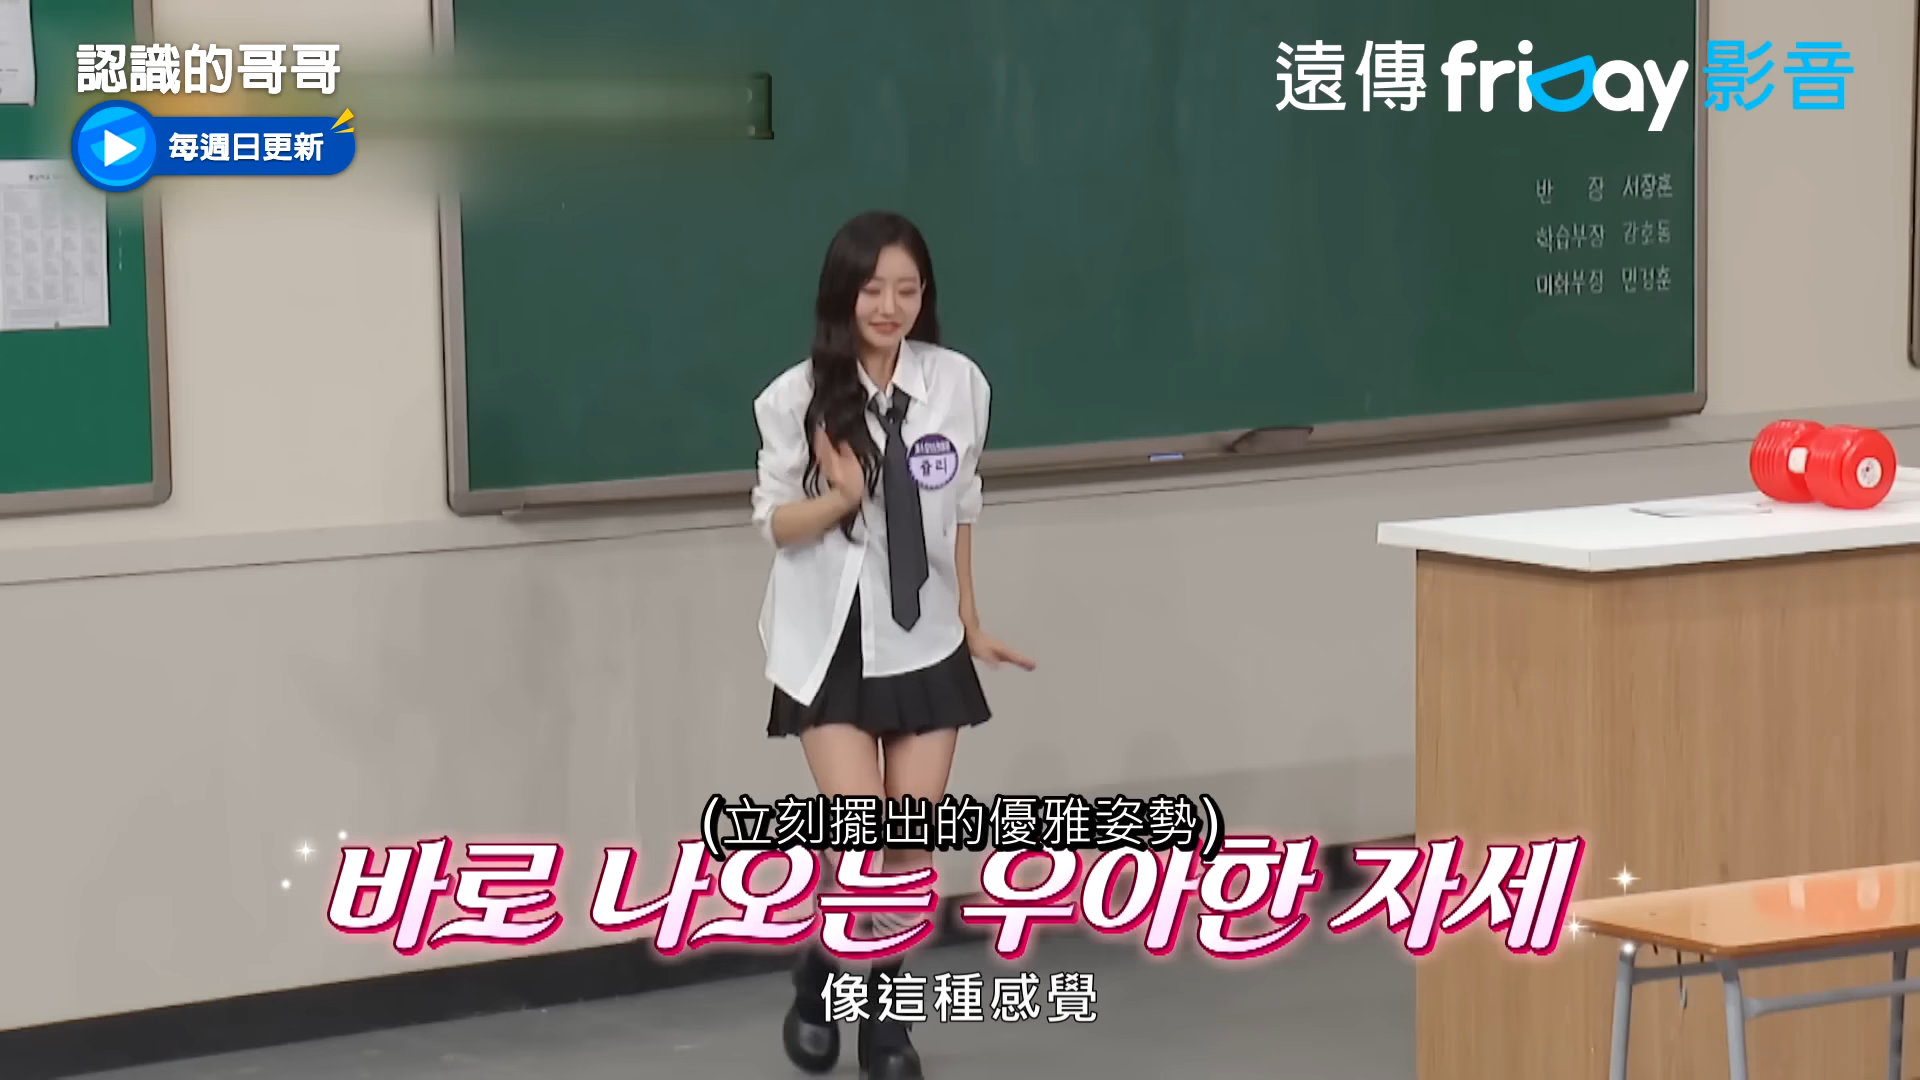 認識的哥哥
每週日更新
遠傳 friDay 影音
반 장 서장훈
학습부장 강호동
미화부장 민경훈
쥴리
(立刻擺出的優雅姿勢)
바로 나오는 우아한 자세
像這種感覺